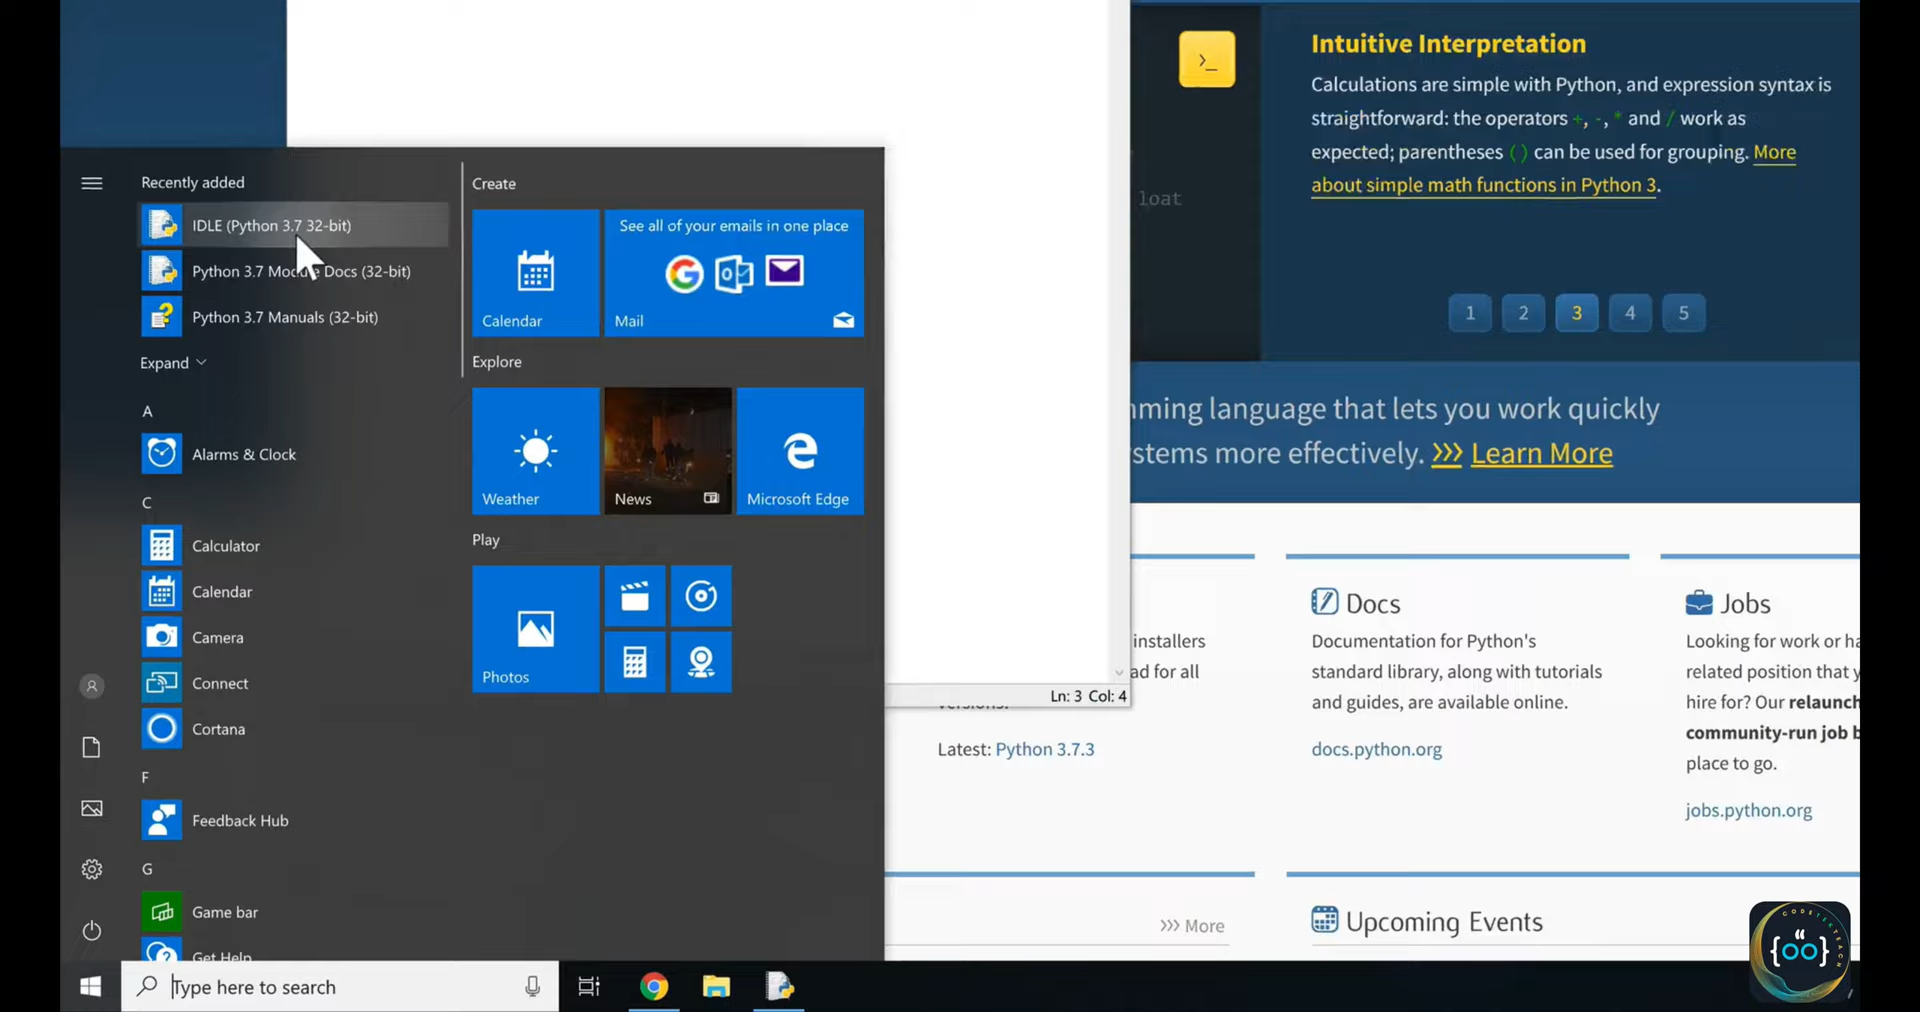 Recently added
IDLE (Python 3.7 32-bit)
Python 3.7 Module Docs (32-bit)
Python 3.7 Manuals (32-bit)
Expand
A
Alarms & Clock
C
Calculator
Calendar
Camera
Connect
Cortana
F
Feedback Hub
G
Game bar
Get Help
Create
Calendar
See all of your emails in one place
Mail
Explore
Weather
News
Microsoft Edge
Play
Photos
Type here to search
Ln: 3 Col: 4
>_
loat
Intuitive Interpretation
Calculations are simple with Python, and expression syntax is
straightforward: the operators +, -, * and / work as
expected; parentheses () can be used for grouping. More
about simple math functions in Python 3.
1 2 3 4 5
mming language that lets you work quickly
stems more effectively. >>> Learn More
installers
ad for all
versions.
Latest: Python 3.7.3
Docs
Documentation for Python's
standard library, along with tutorials
and guides, are available online.
docs.python.org
Jobs
Looking for work or ha
related position that y
hire for? Our relaunch
community-run job b
place to go.
jobs.python.org
>>> More
Upcoming Events
CODETEKTEACH